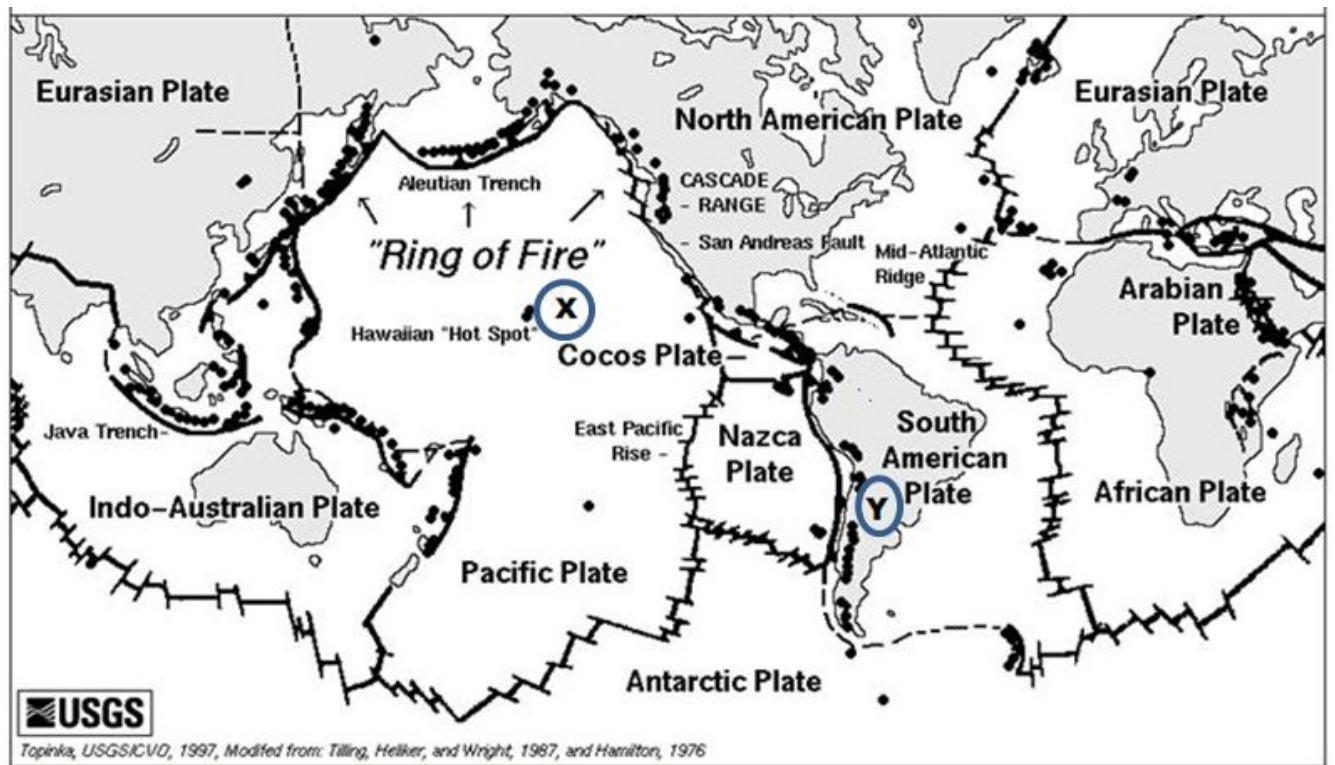 Eurasian Plate
North American Plate
Eurasian Plate
Aleutian Trench
CASCADE
- RANGE
- San Andreas Fault
"Ring of Fire"
Mid-Atlantic
Ridge
Arabian
Plate
X
Hawaiian "Hot Spot"
Cocos Plate
Java Trench-
East Pacific
Rise -
Nazca
Plate
South
American
Plate
Y
African Plate
Indo-Australian Plate
Pacific Plate
Antarctic Plate
USGS
Topinka, USGS/CVO, 1997, Modifed from: Tilling, Heliker, and Wright, 1987, and Hamilton, 1976